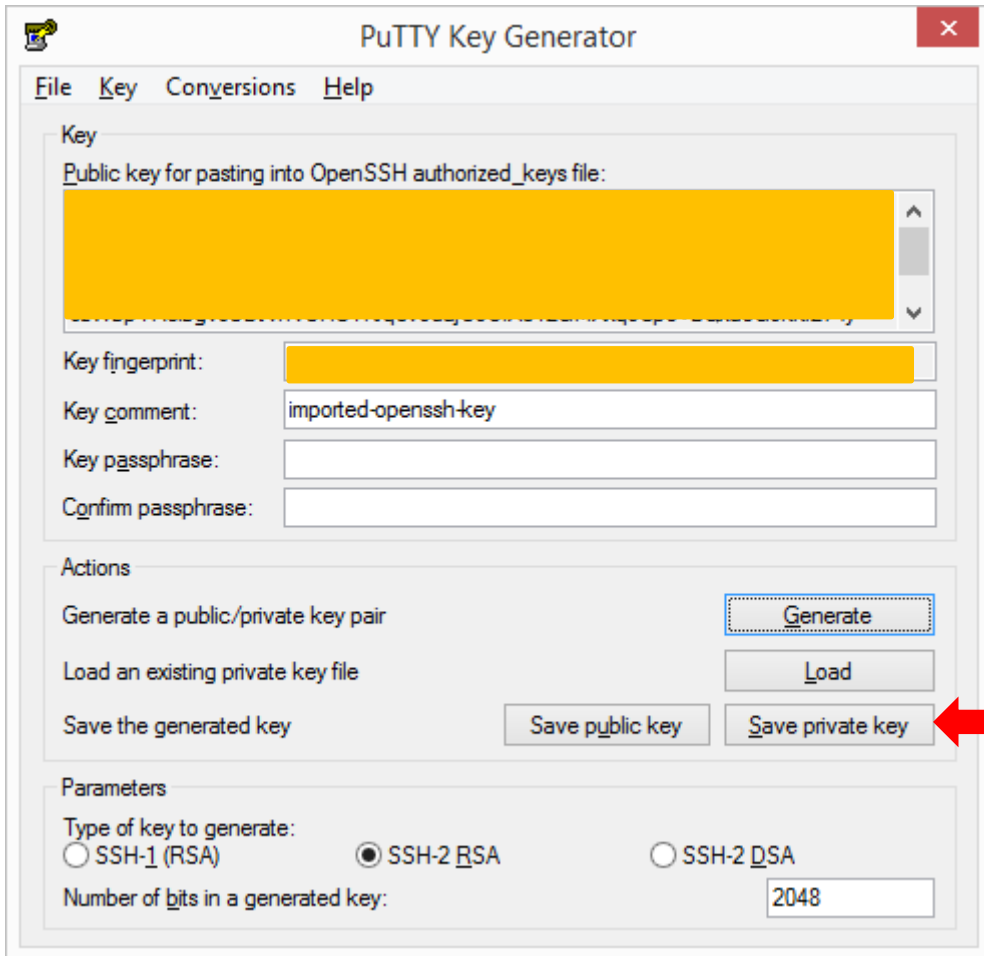 PuTTY Key Generator
File Key Conversions Help
Key
Public key for pasting into OpenSSH authorized_keys file:
Key fingerprint:
Key comment: imported-openssh-key
Key passphrase:
Confirm passphrase:
Actions
Generate a public/private key pair Generate
Load an existing private key file Load
Save the generated key Save public key Save private key
Parameters
Type of key to generate:
SSH-1 (RSA) SSH-2 RSA SSH-2 DSA
Number of bits in a generated key: 2048